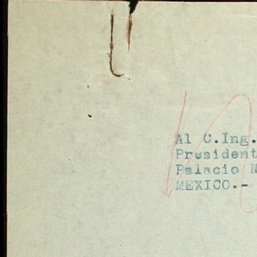 Al C.Ing.
President
Palacio N
MEXICO.-